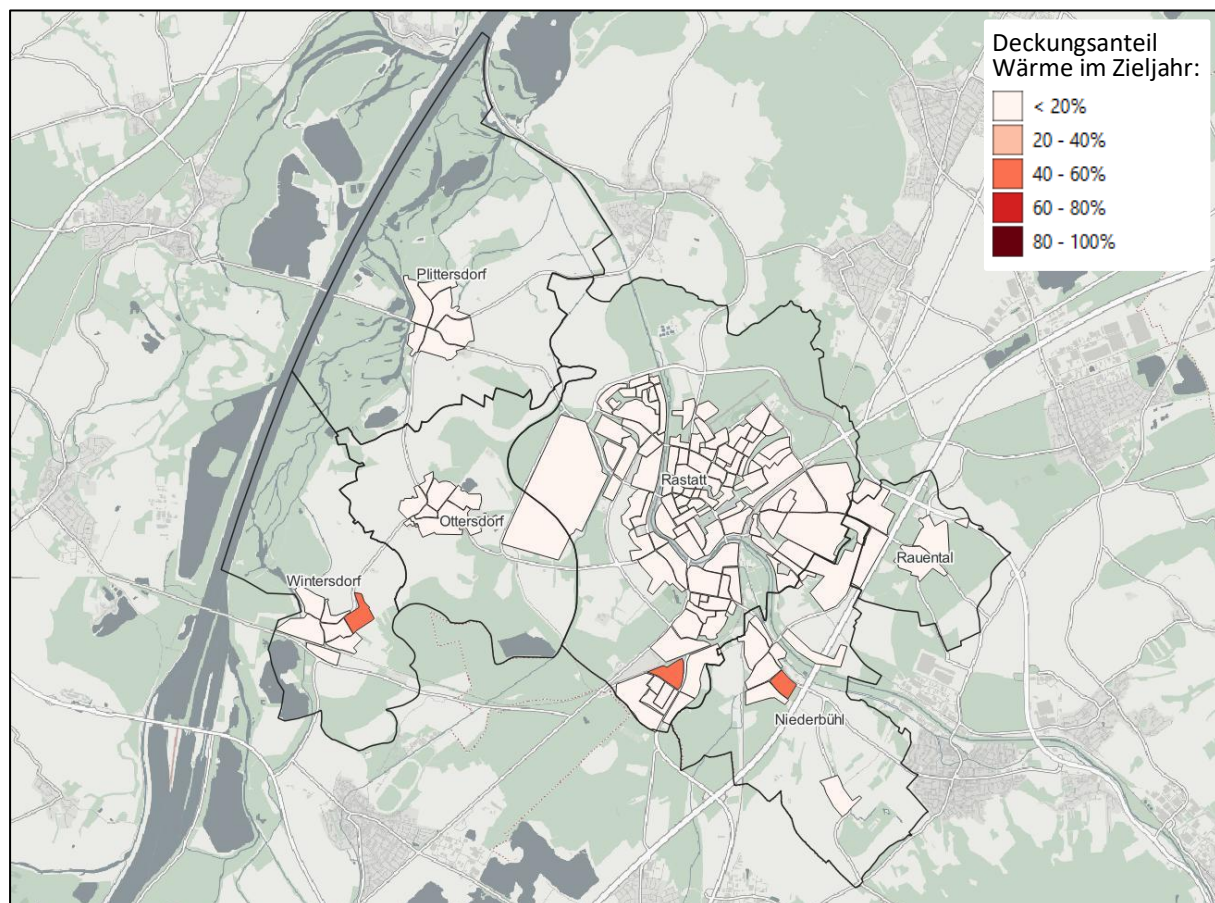 Deckungsanteil
Wärme im Zieljahr:
< 20%
20 - 40%
40 - 60%
60 - 80%
80 - 100%
Plittersdorf
Rastatt
Ottersdorf
Rauental
Wintersdorf
Niederbühl